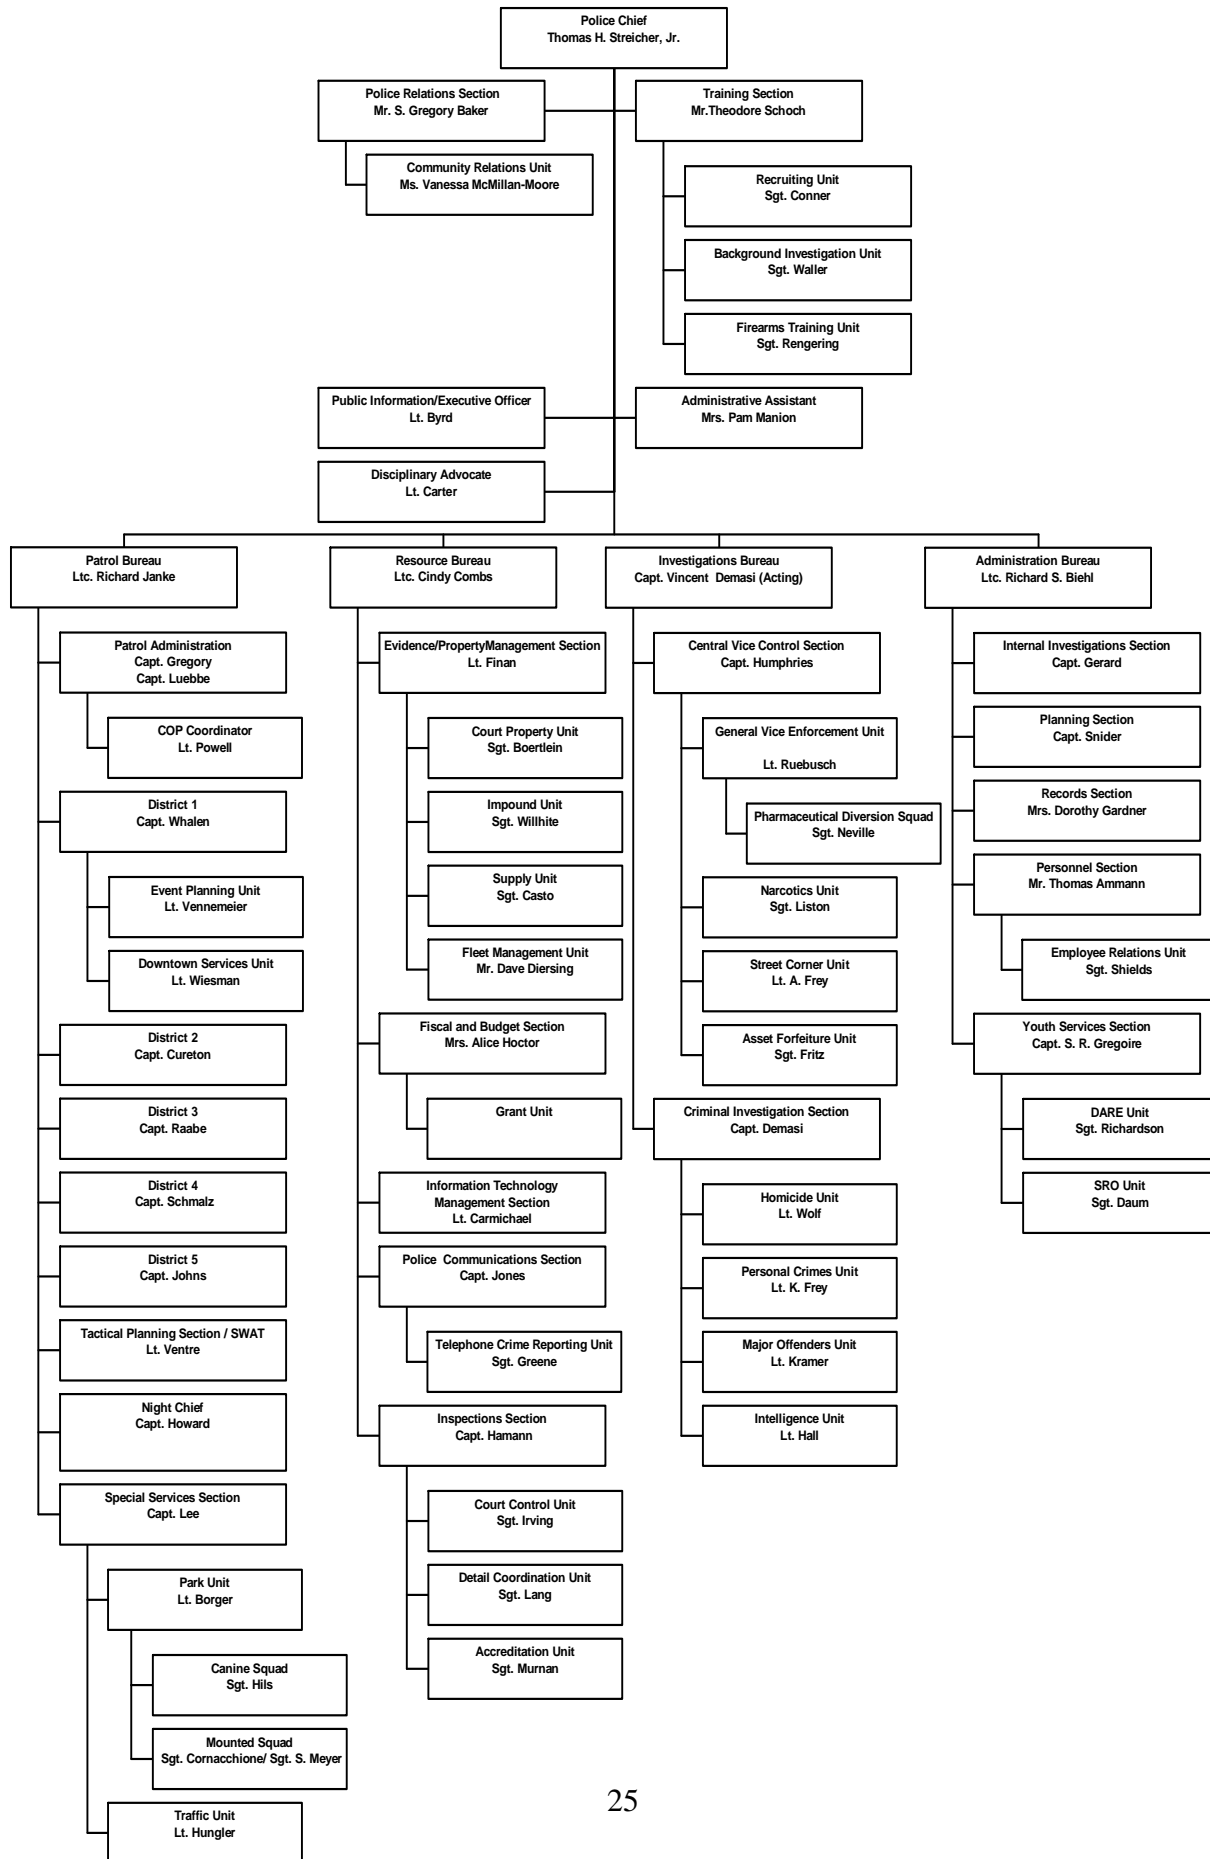 Police Chief
Thomas H. Streicher, Jr.
Police Relations Section
Mr. S. Gregory Baker
Training Section
Mr.Theodore Schoch
Community Relations Unit
Ms. Vanessa McMillan-Moore
Recruiting Unit
Sgt. Conner
Background Investigation Unit
Sgt. Waller
Firearms Training Unit
Sgt. Rengering
Public Information/Executive Officer
Lt. Byrd
Administrative Assistant
Mrs. Pam Manion
Disciplinary Advocate
Lt. Carter
Patrol Bureau
Ltc. Richard Janke
Patrol Administration
Capt. Gregory
Capt. Luebbe
COP Coordinator
Lt. Powell
District 1
Capt. Whalen
Event Planning Unit
Lt. Vennemeier
Downtown Services Unit
Lt. Wiesman
District 2
Capt. Cureton
District 3
Capt. Raabe
District 4
Capt. Schmalz
District 5
Capt. Johns
Tactical Planning Section / SWAT
Lt. Ventre
Night Chief
Capt. Howard
Special Services Section
Capt. Lee
Park Unit
Lt. Borger
Canine Squad
Sgt. Hils
Mounted Squad
Sgt. Cornacchione/ Sgt. S. Meyer
Traffic Unit
Lt. Hungler
Resource Bureau
Ltc. Cindy Combs
Evidence/PropertyManagement Section
Lt. Finan
Court Property Unit
Sgt. Boertlein
Impound Unit
Sgt. Willhite
Supply Unit
Sgt. Casto
Fleet Management Unit
Mr. Dave Diersing
Fiscal and Budget Section
Mrs. Alice Hoctor
Grant Unit
Information Technology
Management Section
Lt. Carmichael
Police Communications Section
Capt. Jones
Telephone Crime Reporting Unit
Sgt. Greene
Inspections Section
Capt. Hamann
Court Control Unit
Sgt. Irving
Detail Coordination Unit
Sgt. Lang
Accreditation Unit
Sgt. Murnan
Investigations Bureau
Capt. Vincent Demasi (Acting)
Central Vice Control Section
Capt. Humphries
General Vice Enforcement Unit
Lt. Ruebusch
Pharmaceutical Diversion Squad
Sgt. Neville
Narcotics Unit
Sgt. Liston
Street Corner Unit
Lt. A. Frey
Asset Forfeiture Unit
Sgt. Fritz
Criminal Investigation Section
Capt. Demasi
Homicide Unit
Lt. Wolf
Personal Crimes Unit
Lt. K. Frey
Major Offenders Unit
Lt. Kramer
Intelligence Unit
Lt. Hall
Administration Bureau
Ltc. Richard S. Biehl
Internal Investigations Section
Capt. Gerard
Planning Section
Capt. Snider
Records Section
Mrs. Dorothy Gardner
Personnel Section
Mr. Thomas Ammann
Employee Relations Unit
Sgt. Shields
Youth Services Section
Capt. S. R. Gregoire
DARE Unit
Sgt. Richardson
SRO Unit
Sgt. Daum
25